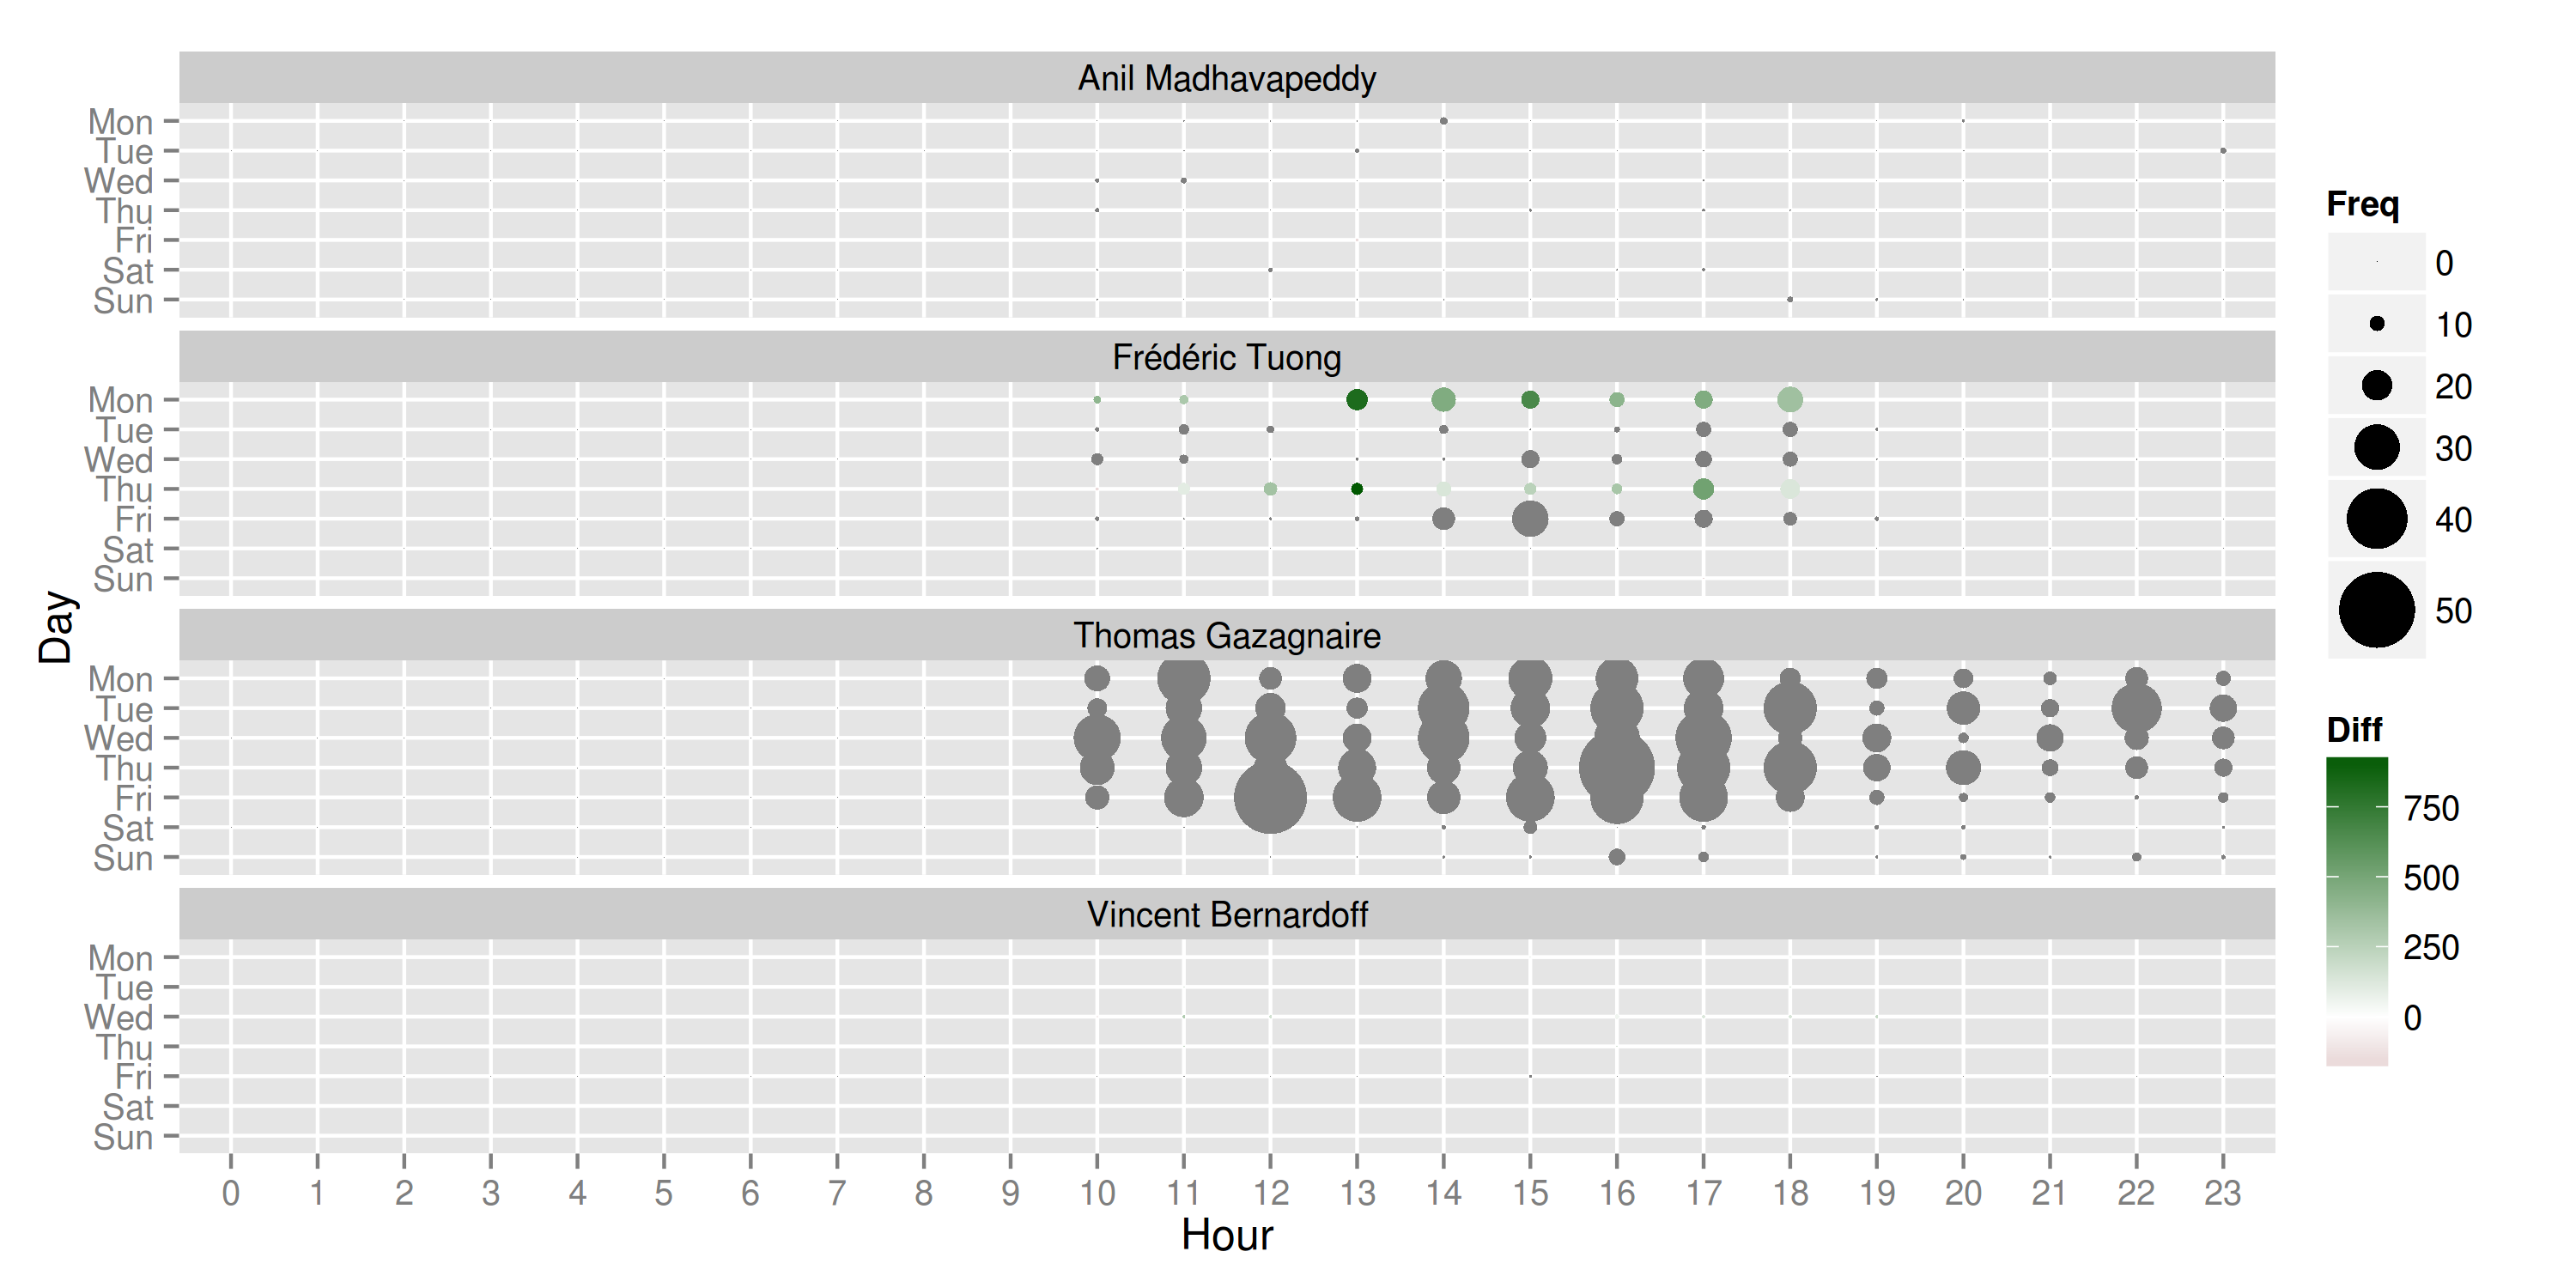 Anil Madhavapeddy
Mon
Tue
Wed
Thu
Fri
Sat
Sun
Frédéric Tuong
Mon
Tue
Wed
Thu
Fri
Sat
Sun
Thomas Gazagnaire
Mon
Tue
Wed
Thu
Fri
Sat
Sun
Vincent Bernardoff
Mon
Tue
Wed
Thu
Fri
Sat
Sun
Day
0 1 2 3 4 5 6 7 8 9 10 11 12 13 14 15 16 17 18 19 20 21 22 23
Hour
Freq
0
10
20
30
40
50
Diff
750
500
250
0